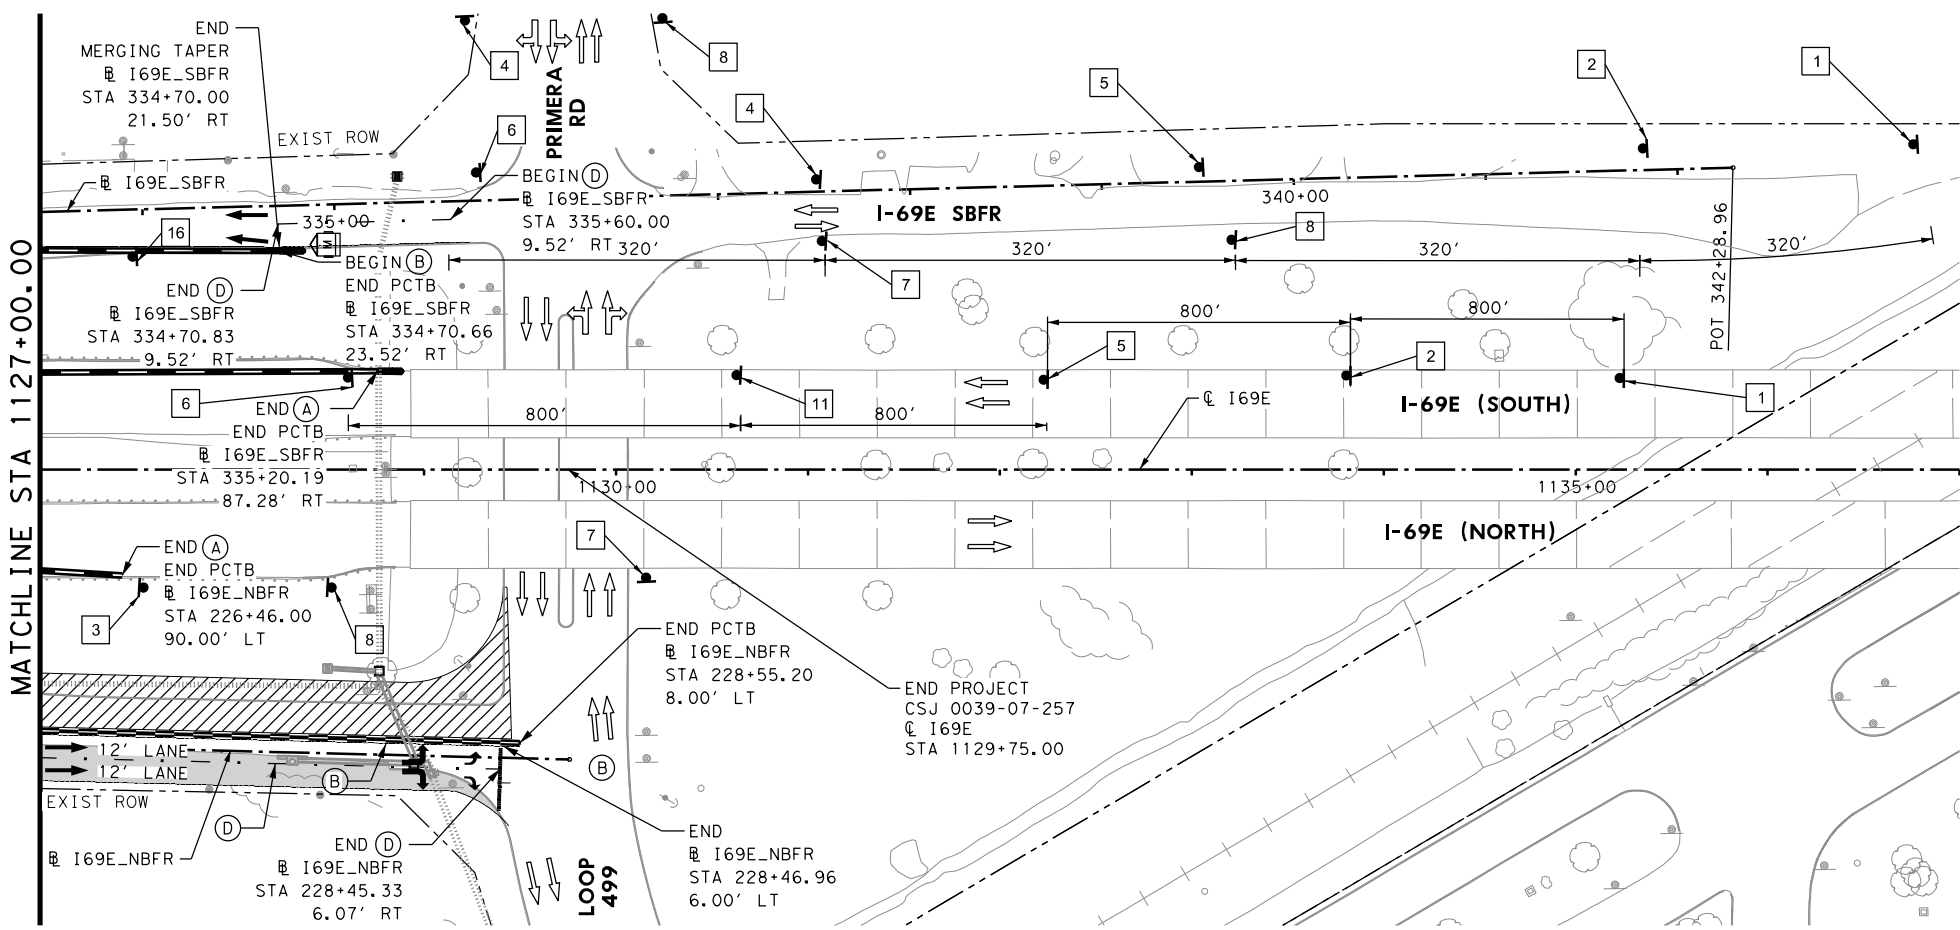 MATCHLINE STA 1127+00.00
END
MERGING TAPER
B I69E_SBFR
STA 334+70.00
21.50' RT
EXIST ROW
B I69E_SBFR
335+00
16
M
END D
B I69E_SBFR
STA 334+70.83
9.52' RT
BEGIN B
END PCTB
B I69E_SBFR
STA 334+70.66
23.52' RT
4
6
PRIMERA
RD
BEGIN D
B I69E_SBFR
STA 335+60.00
9.52' RT
8
4
5
2
1
I-69E SBFR
340+00
POT 342+28.96
320'
320'
320'
320'
7
8
800'
800'
5
2
1
6
11
800'
800'
END A
END PCTB
B I69E_SBFR
STA 335+20.19
87.28' RT
℄ I69E
I-69E (SOUTH)
1130+00
1135+00
I-69E (NORTH)
END A
END PCTB
B I69E_NBFR
STA 226+46.00
90.00' LT
3
8
7
END PCTB
B I69E_NBFR
STA 228+55.20
8.00' LT
END PROJECT
CSJ 0039-07-257
℄ I69E
STA 1129+75.00
12' LANE
12' LANE
EXIST ROW
B
B
D
B I69E_NBFR
END D
B I69E_NBFR
STA 228+45.33
6.07' RT
LOOP
499
END
B I69E_NBFR
STA 228+46.96
6.00' LT